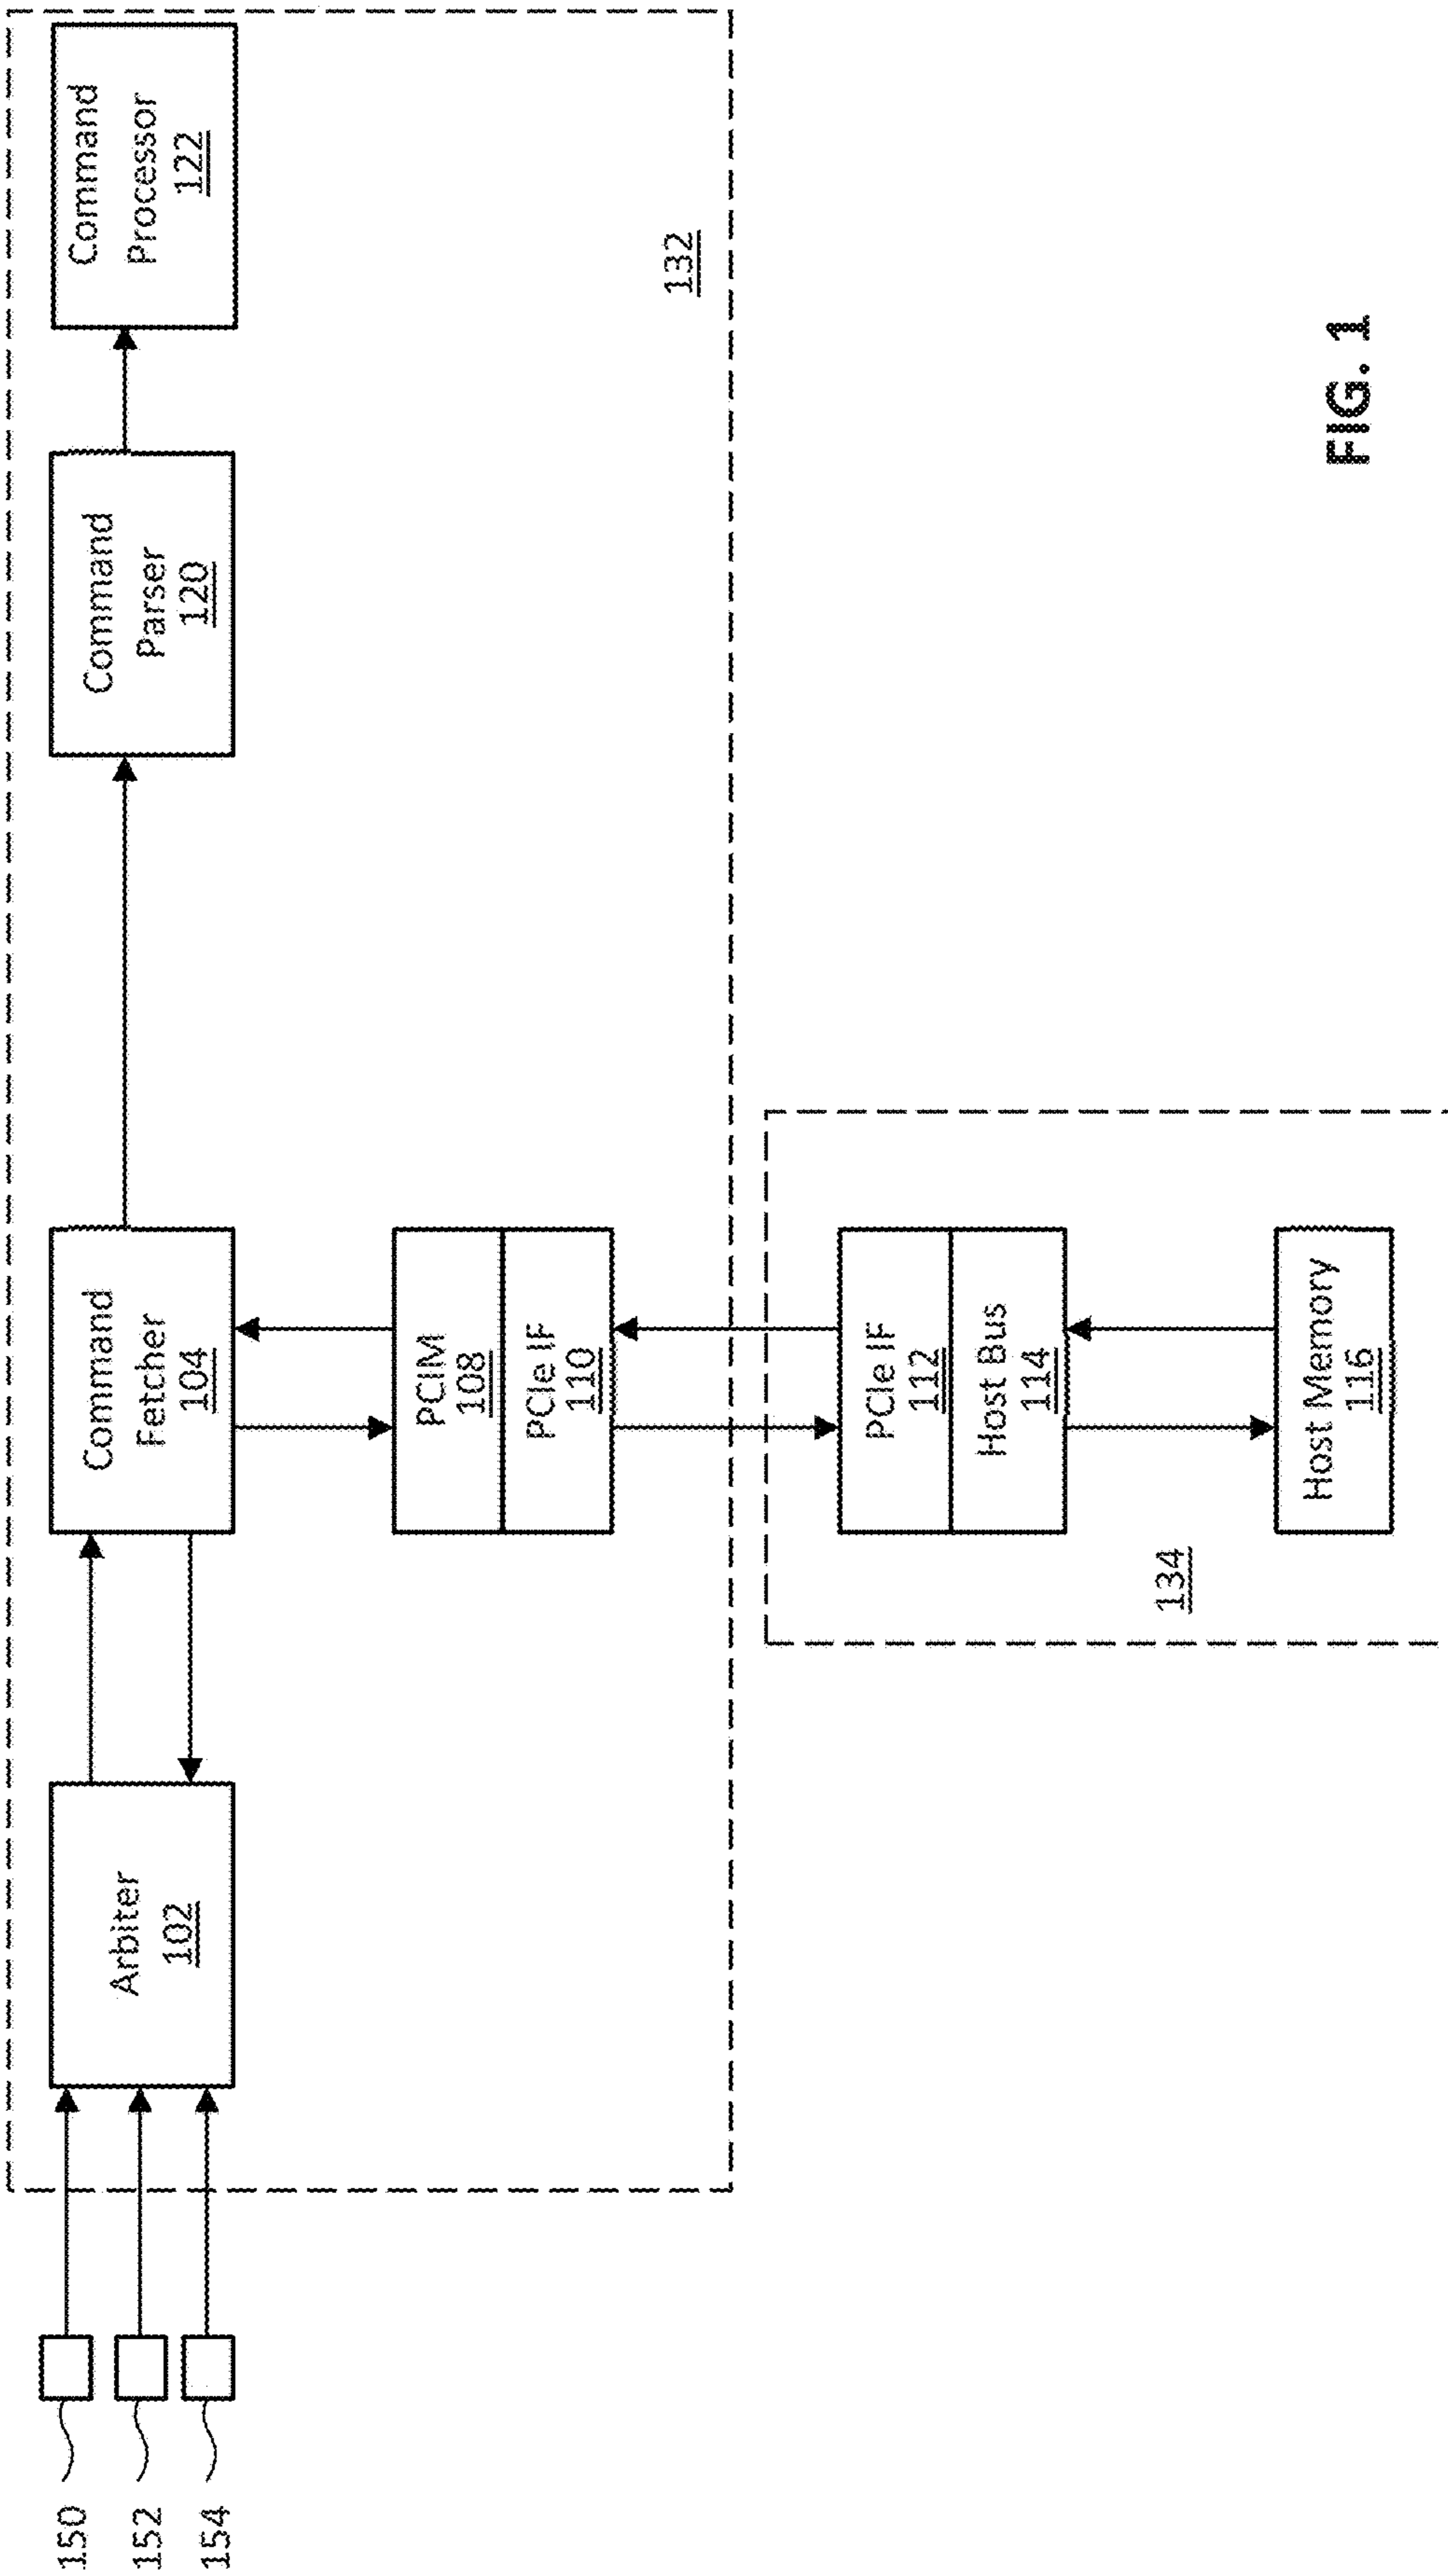 150
152
154
Arbiter
102
Command
Fetcher
104
Command
Parser
120
Command
Processor
122
PCIM
108
PCIe IF
110
132
PCIe IF
112
Host Bus
114
134
Host Memory
116
FIG. 1